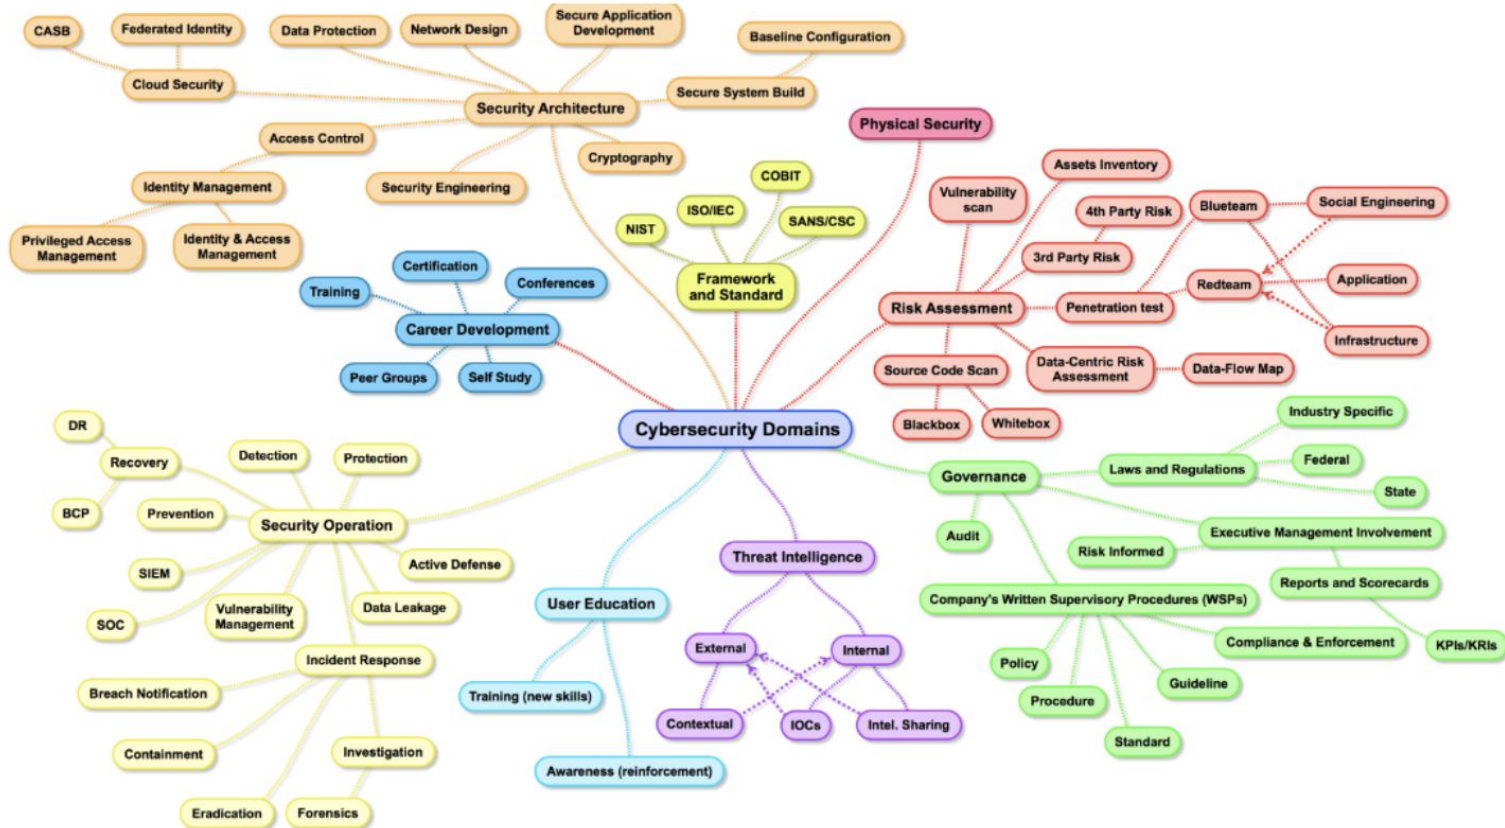 CASB
Federated Identity
Data Protection
Network Design
Secure Application
Development
Baseline Configuration
Cloud Security
Secure System Build
Security Architecture
Access Control
Cryptography
Identity Management
Security Engineering
Privileged Access
Management
Identity & Access
Management
Physical Security
COBIT
ISO/IEC
NIST
SANS/CSC
Framework
and Standard
Certification
Training
Conferences
Career Development
Peer Groups
Self Study
Assets Inventory
Vulnerability
scan
4th Party Risk
3rd Party Risk
Blueteam
Social Engineering
Redteam
Application
Risk Assessment
Penetration test
Infrastructure
Source Code Scan
Data-Centric Risk
Assessment
Data-Flow Map
Blackbox
Whitebox
Cybersecurity Domains
DR
Recovery
BCP
Detection
Protection
Prevention
Security Operation
SIEM
Active Defense
SOC
Vulnerability
Management
Data Leakage
Incident Response
Breach Notification
Containment
Investigation
Eradication
Forensics
User Education
Training (new skills)
Awareness (reinforcement)
Threat Intelligence
External
Internal
Contextual
IOCs
Intel. Sharing
Industry Specific
Governance
Laws and Regulations
Federal
State
Audit
Executive Management Involvement
Risk Informed
Reports and Scorecards
Company's Written Supervisory Procedures (WSPs)
Compliance & Enforcement
KPIs/KRIs
Policy
Procedure
Guideline
Standard